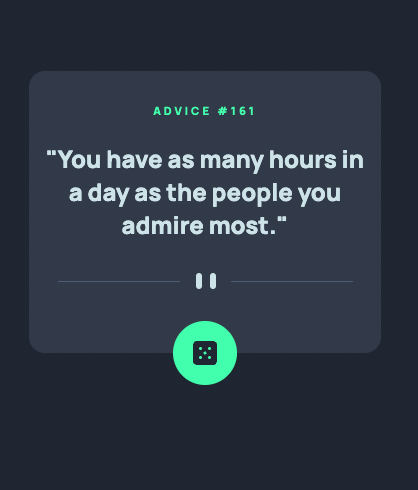 ADVICE #161
"You have as many hours in
a day as the people you
admire most."